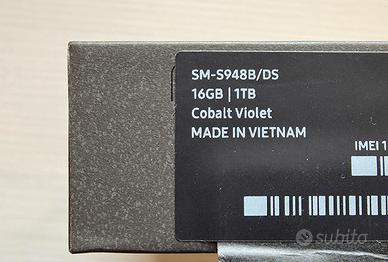 SM-S948B/DS
16GB | 1TB
Cobalt Violet
MADE IN VIETNAM
IMEI 1
subito